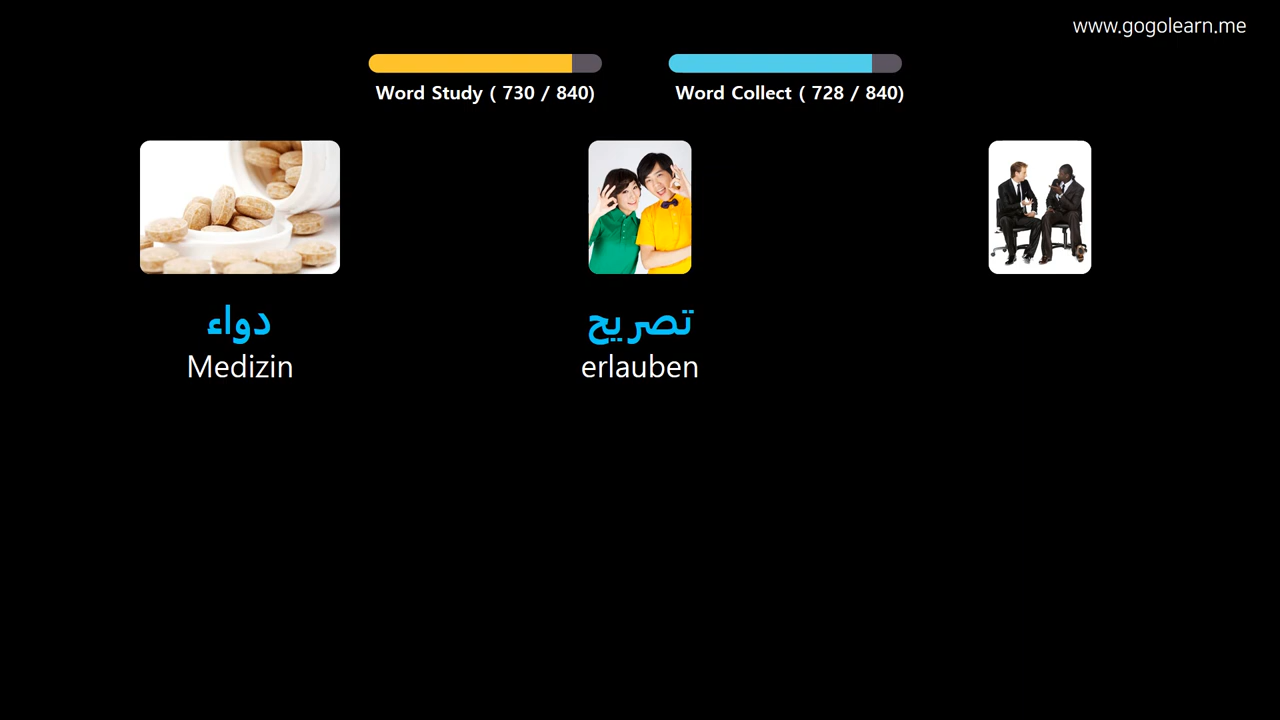 www.gogolearn.me
Word Study ( 730 / 840)
Word Collect ( 728 / 840)
دواء
Medizin
تصريح
erlauben